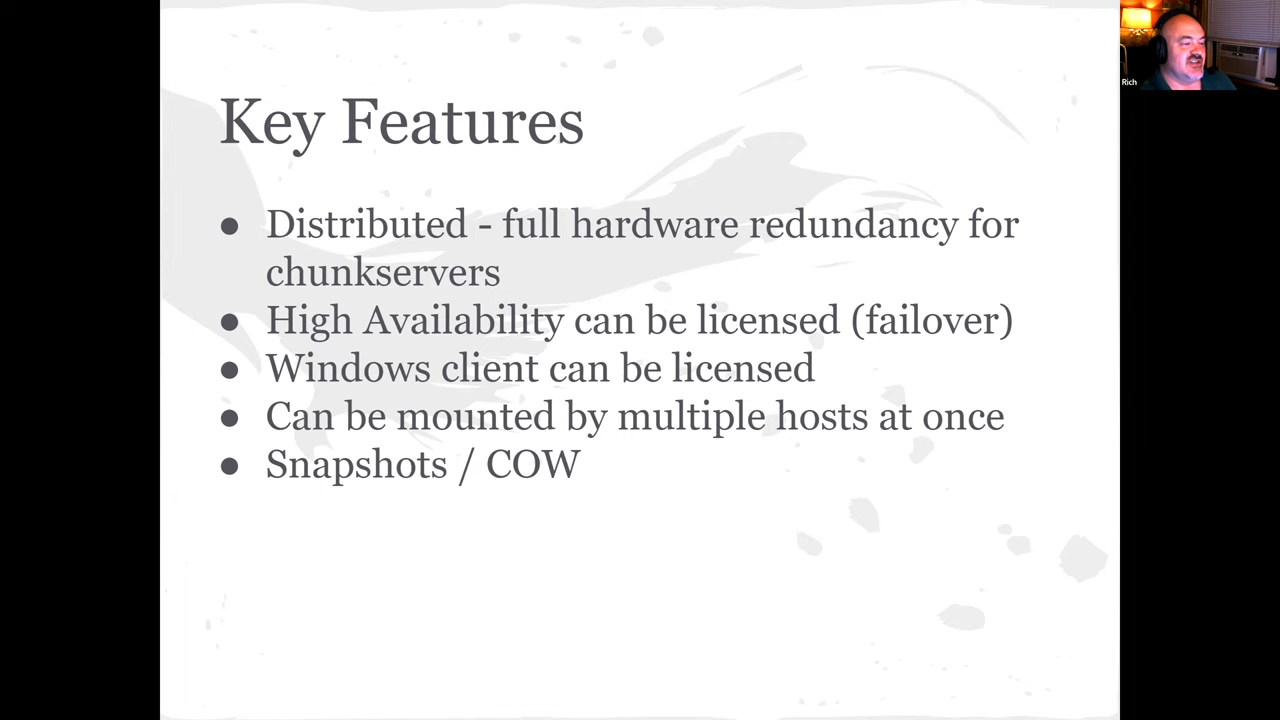 Key Features
● Distributed - full hardware redundancy for
chunkservers
● High Availability can be licensed (failover)
● Windows client can be licensed
● Can be mounted by multiple hosts at once
● Snapshots / COW
Rich